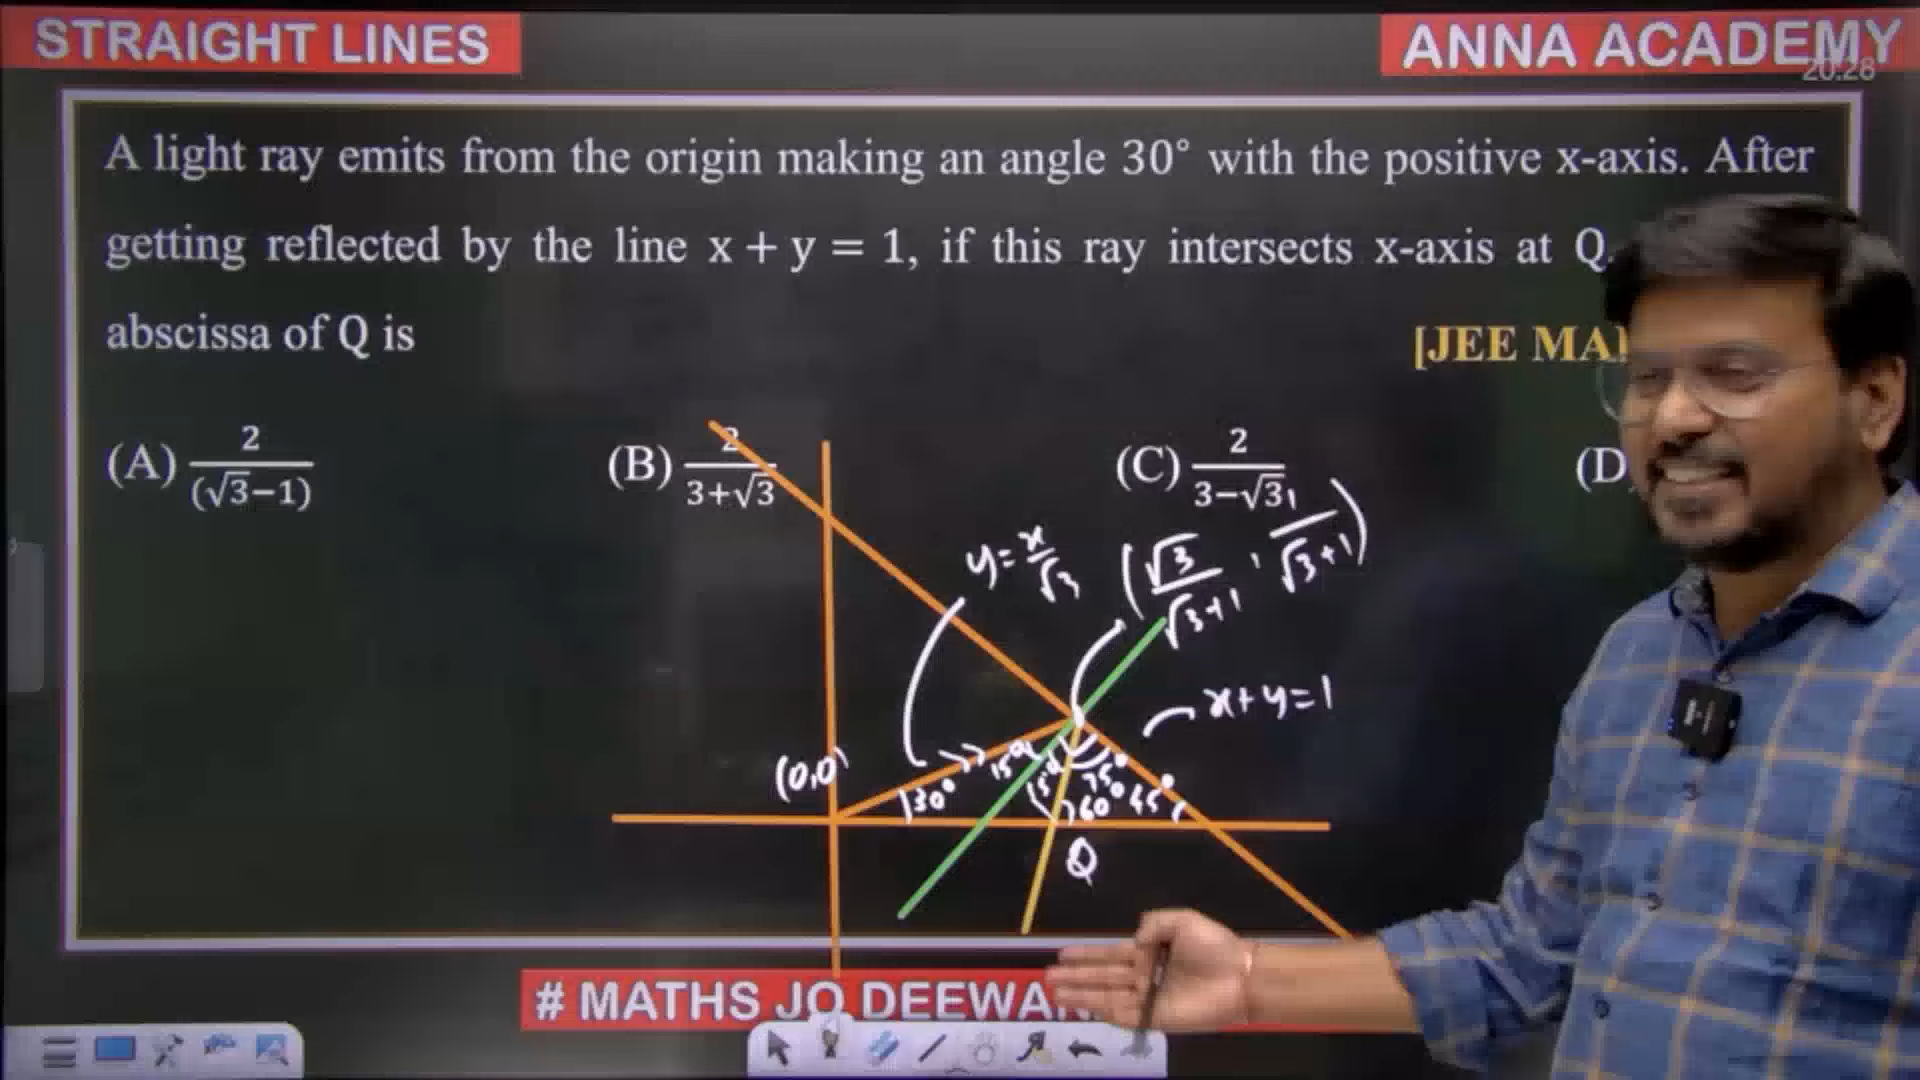 STRAIGHT LINES
ANNA ACADEMY
20:28
A light ray emits from the origin making an angle 30° with the positive x-axis. After
getting reflected by the line x + y = 1, if this ray intersects x-axis at Q.
abscissa of Q is
[JEE MAI
(A) 2/(√3−1)
(B) 2/3+√3
(C) 2/3−√3
(D
y = x/√3
(√3/√3+1, 1/√3+1)
x+y=1
(0,0)
30°
15°
15°
75°
60°
45°
Q
# MATHS JO DEEWA